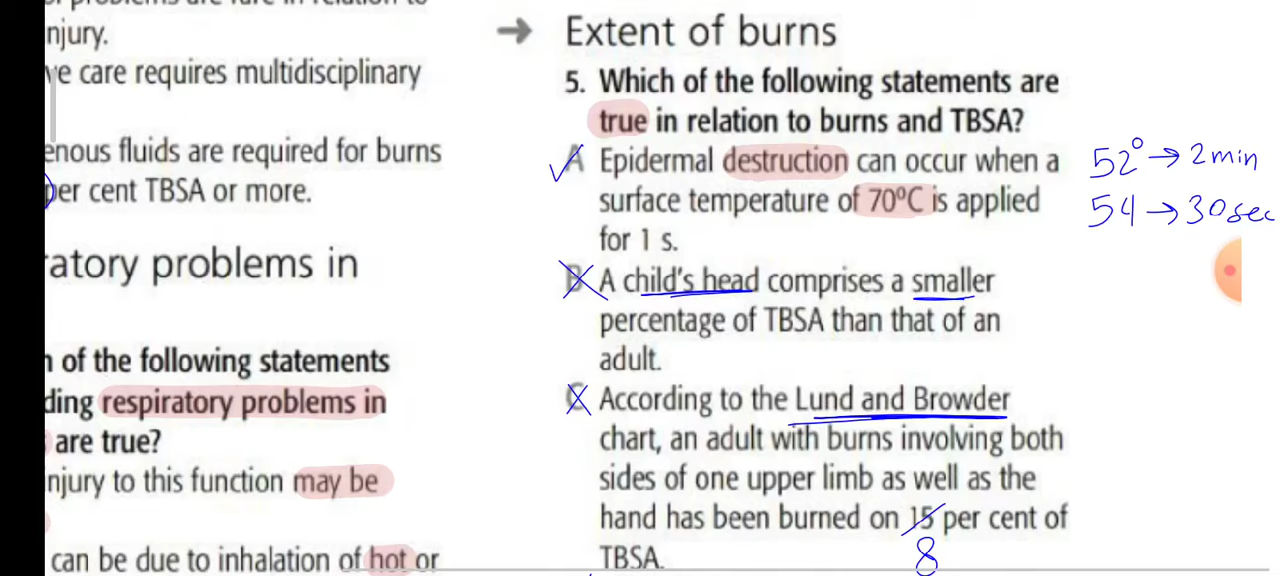 njury.
ve care requires multidisciplinary
enous fluids are required for burns
per cent TBSA or more.
ratory problems in
n of the following statements
ding respiratory problems in
are true?
njury to this function may be
can be due to inhalation of hot or
→ Extent of burns
5. Which of the following statements are
true in relation to burns and TBSA?
A Epidermal destruction can occur when a
surface temperature of 70°C is applied
for 1 s.
B A child's head comprises a smaller
percentage of TBSA than that of an
adult.
C According to the Lund and Browder
chart, an adult with burns involving both
sides of one upper limb as well as the
hand has been burned on 15 per cent of
8
TBSA.
52° → 2 min
54 → 30 sec